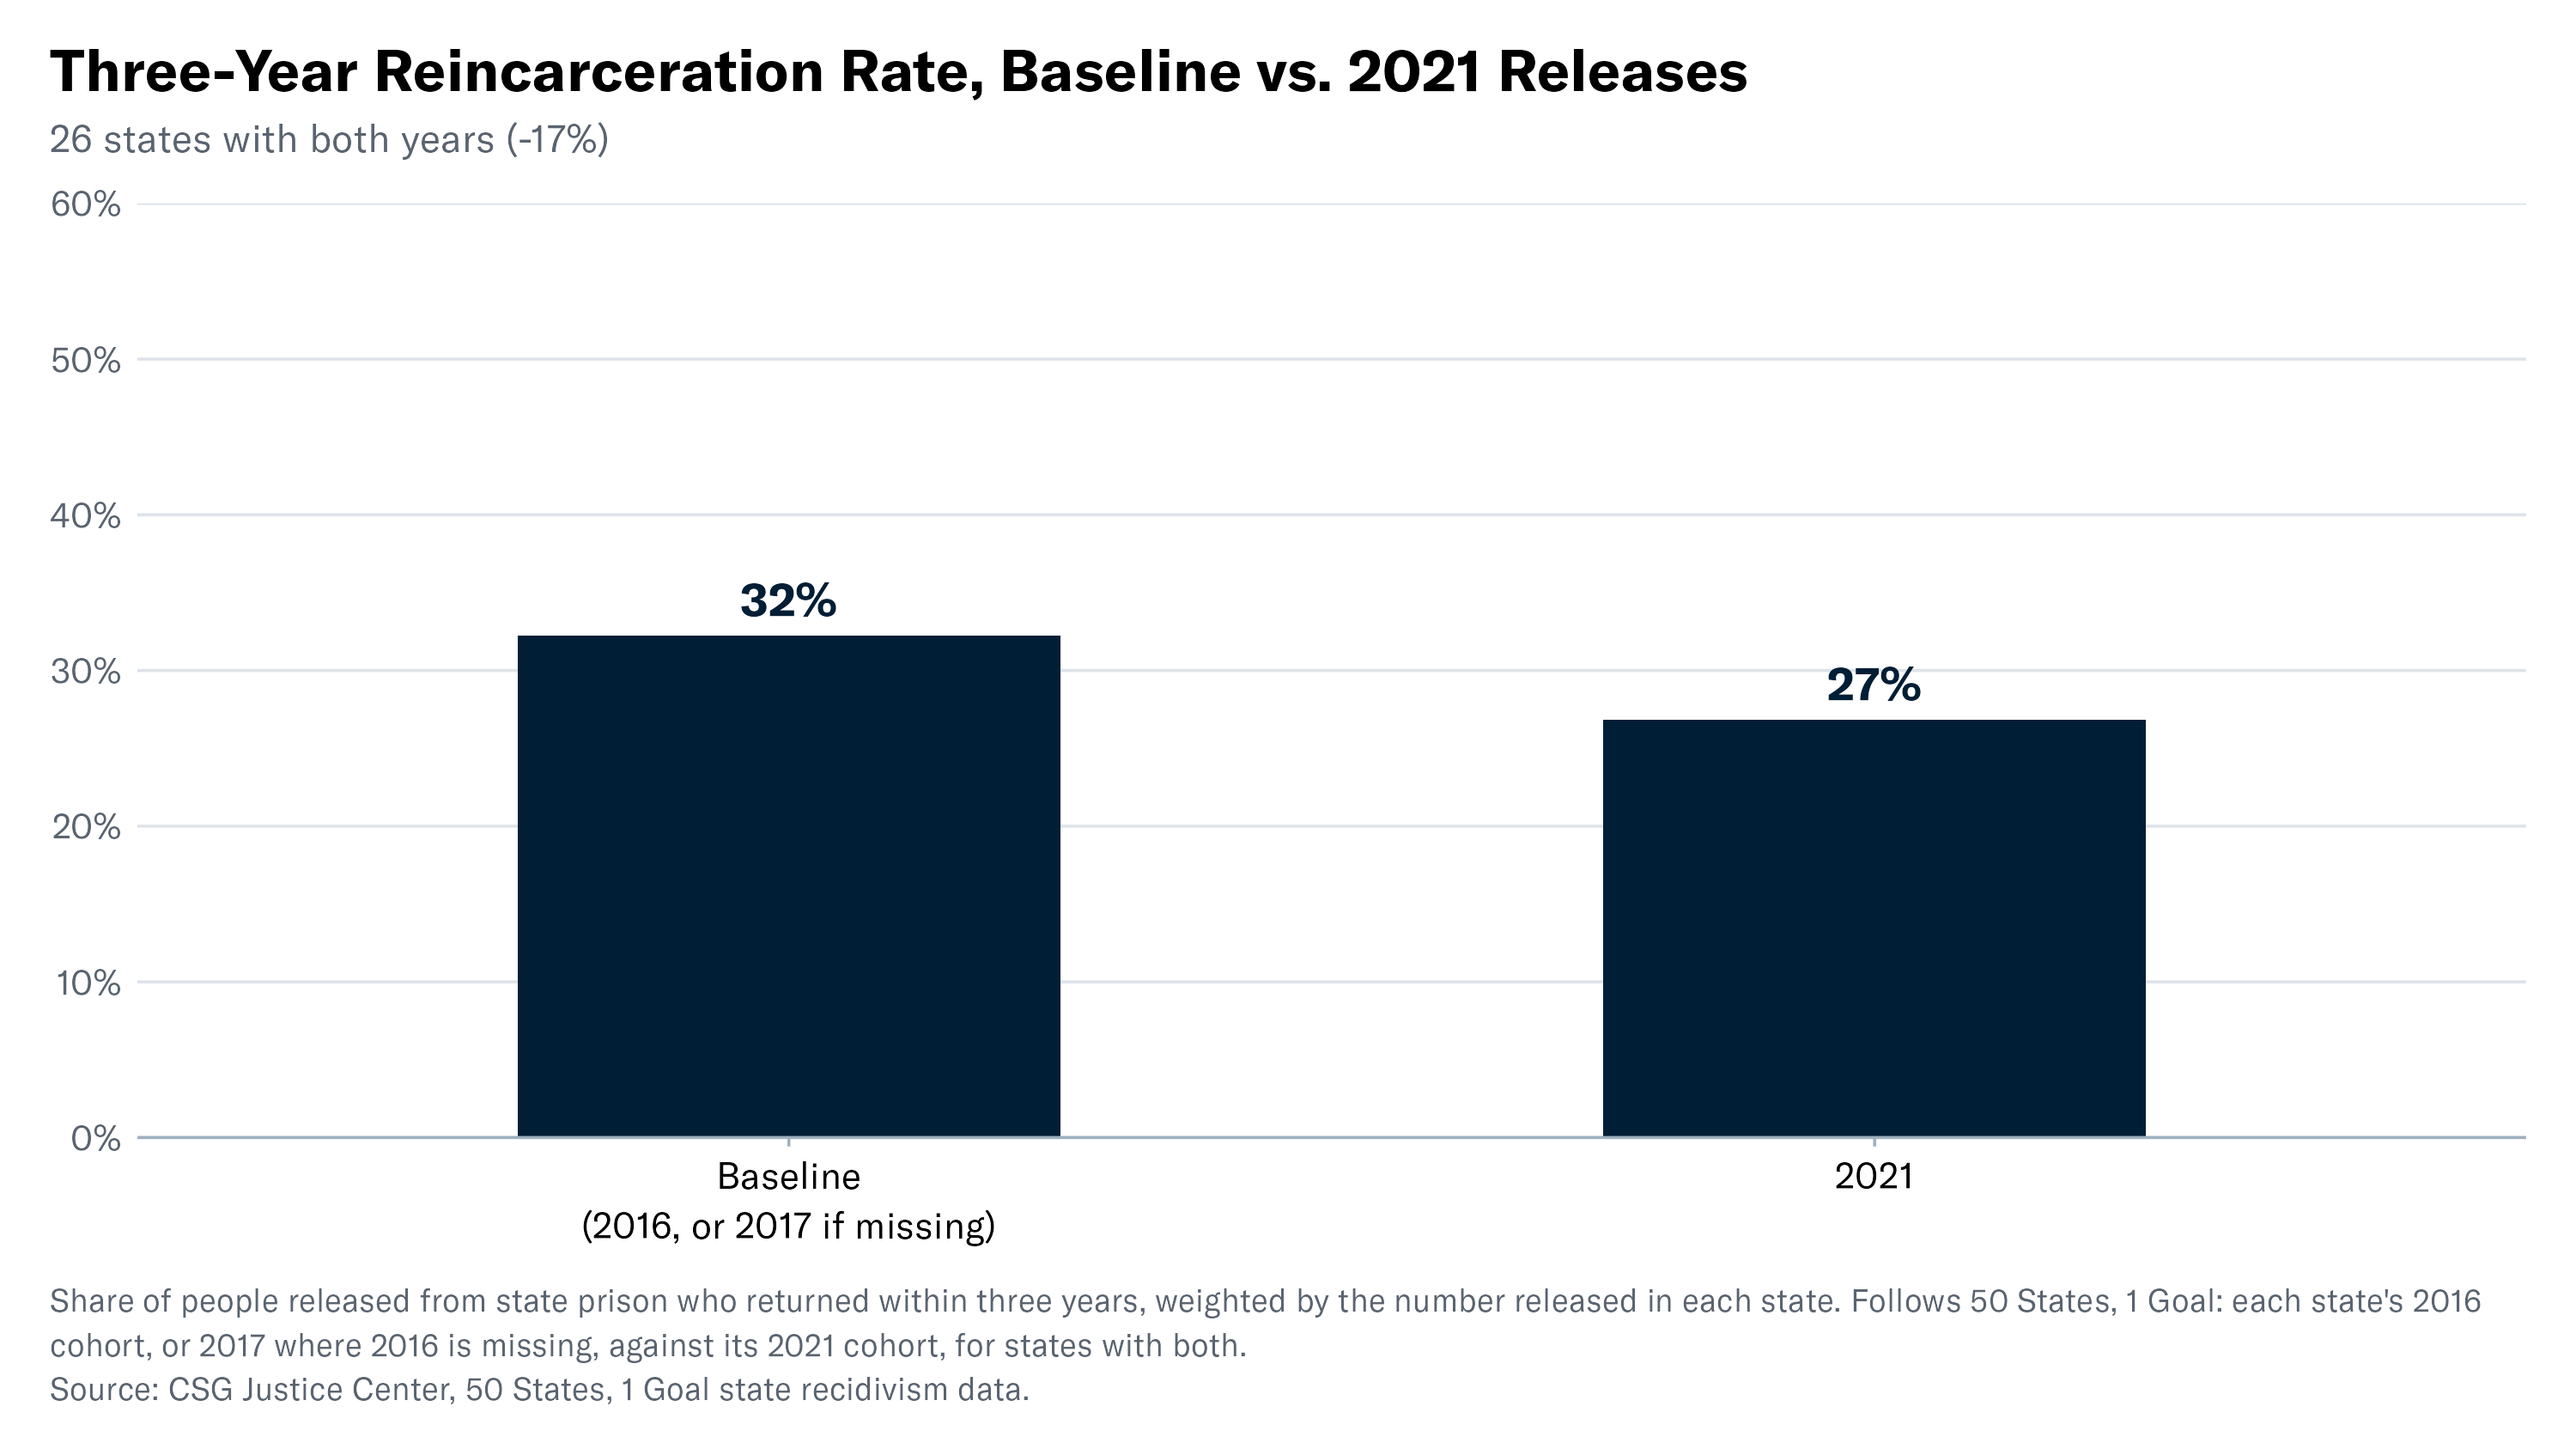 Three-Year Reincarceration Rate, Baseline vs. 2021 Releases
26 states with both years (-17%)
60%
50%
40%
30%
20%
10%
0%
32%
27%
Baseline
(2016, or 2017 if missing)
2021
Share of people released from state prison who returned within three years, weighted by the number released in each state. Follows 50 States, 1 Goal: each state's 2016
cohort, or 2017 where 2016 is missing, against its 2021 cohort, for states with both.
Source: CSG Justice Center, 50 States, 1 Goal state recidivism data.